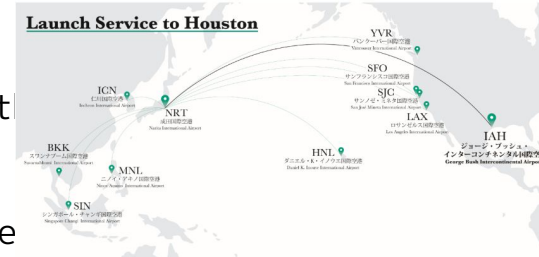 Launch Service to Houston
YVR
バンクーバー国際空港
Vancouver International Airport
SFO
サンフランシスコ国際空港
San Francisco International Airport
SJC
サンノゼ・ミネタ国際空港
San José Mineta International Airport
LAX
ロサンゼルス国際空港
Los Angeles International Airport
ICN
仁川国際空港
Incheon International Airport
NRT
成田国際空港
Narita International Airport
IAH
ジョージ・ブッシュ・
インターコンチネンタル国際空
George Bush Intercontinental Airpor
HNL
ダニエル・K・イノウエ国際空港
Daniel K. Inouye International Airport
BKK
スワンナプーム国際空港
Suvarnabhumi International Airport
MNL
ニノイ・アキノ国際空港
Ninoy Aquino International Airport
SIN
シンガポール・チャンギ国際空港
Singapore Changi International Airport
e